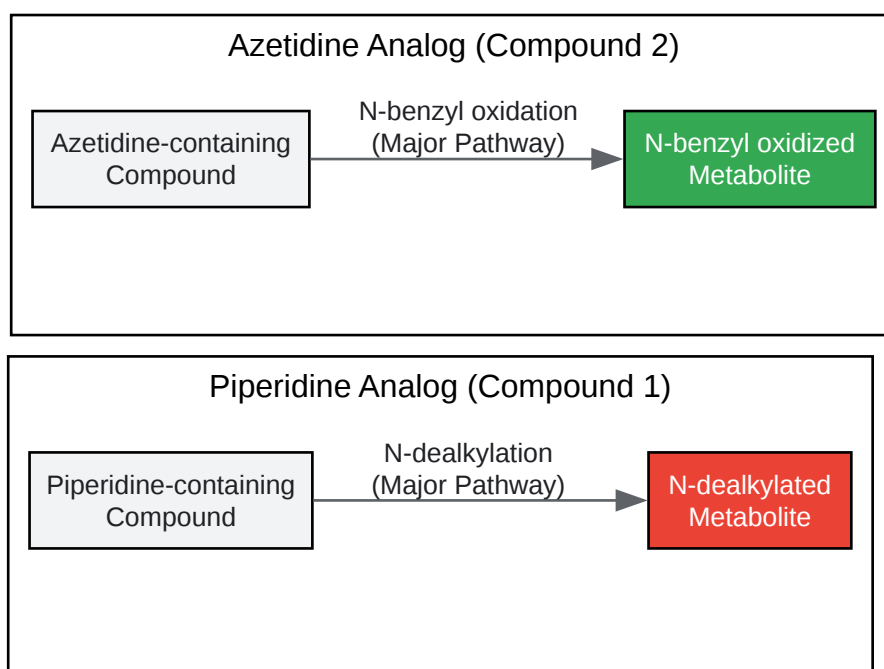 Azetidine Analog (Compound 2)
Azetidine-containing
Compound
N-benzyl oxidation
(Major Pathway)
N-benzyl oxidized
Metabolite
Piperidine Analog (Compound 1)
Piperidine-containing
Compound
N-dealkylation
(Major Pathway)
N-dealkylated
Metabolite